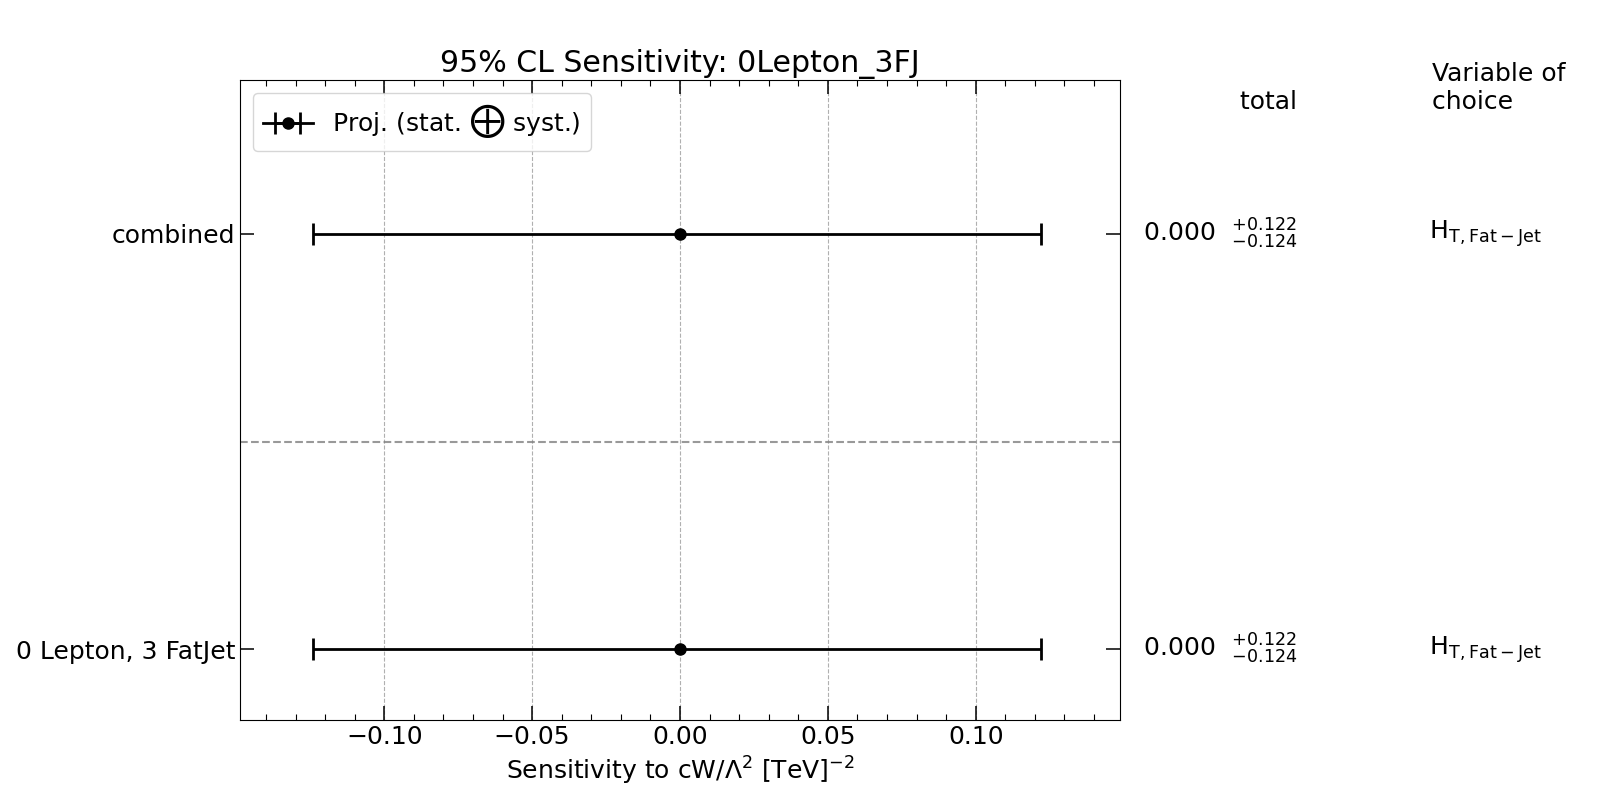 95% CL Sensitivity: 0Lepton_3FJ
total
Variable of
choice
Proj. (stat. ⊕ syst.)
combined
0.000 +0.122 −0.124
H_{T, Fat−Jet}
0 Lepton, 3 FatJet
0.000 +0.122 −0.124
H_{T, Fat−Jet}
−0.10 −0.05 0.00 0.05 0.10
Sensitivity to cW/Λ² [TeV]⁻²